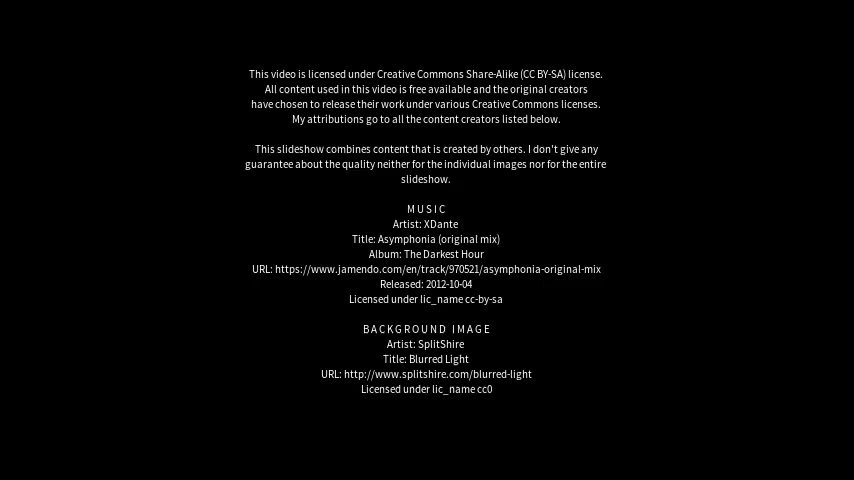 This video is licensed under Creative Commons Share-Alike (CC BY-SA) license.
All content used in this video is free available and the original creators
have chosen to release their work under various Creative Commons licenses.
My attributions go to all the content creators listed below.
This slideshow combines content that is created by others. I don't give any
guarantee about the quality neither for the individual images nor for the entire
slideshow.
MUSIC
Artist: XDante
Title: Asymphonia (original mix)
Album: The Darkest Hour
URL: https://www.jamendo.com/en/track/970521/asymphonia-original-mix
Released: 2012-10-04
Licensed under lic_name cc-by-sa
BACKGROUND IMAGE
Artist: SplitShire
Title: Blurred Light
URL: http://www.splitshire.com/blurred-light
Licensed under lic_name cc0